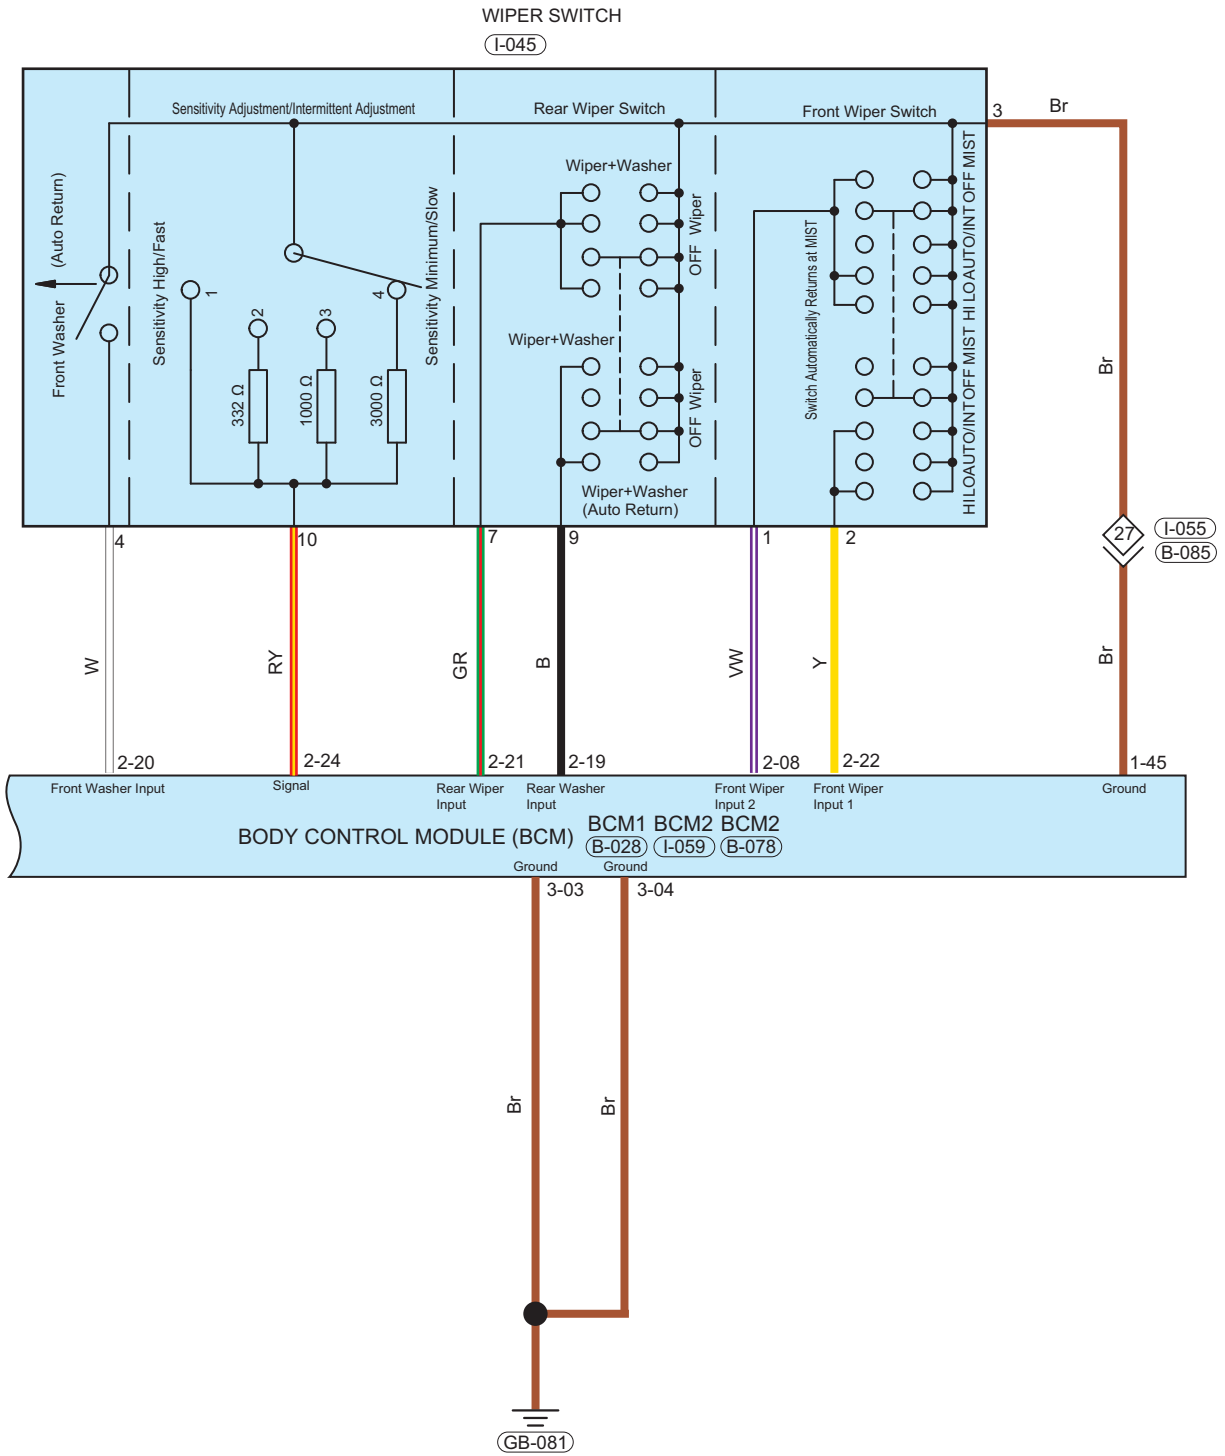 WIPER SWITCH
I-045
Sensitivity Adjustment/Intermittent Adjustment
Rear Wiper Switch
Front Wiper Switch
3
Br
Wiper+Washer
(Auto Return)
Front Washer
Sensitivity High/Fast
1
2
3
4
Sensitivity Minimum/Slow
332 Ω
1000 Ω
3000 Ω
OFF Wiper
Wiper+Washer
OFF Wiper
Wiper+Washer
(Auto Return)
Switch Automatically Returns at MIST
HI LO AUTO/INT OFF MIST
HI LO AUTO/INT OFF MIST
Br
27
I-055
B-085
4
10
7
9
1
2
W
RY
GR
B
VW
Y
Br
2-20
2-24
2-21
2-19
2-08
2-22
1-45
Front Washer Input
Signal
Rear Wiper
Input
Rear Washer
Input
Front Wiper
Input 2
Front Wiper
Input 1
Ground
BODY CONTROL MODULE (BCM)
BCM1 BCM2 BCM2
B-028 I-059 B-078
Ground
Ground
3-03
3-04
Br
Br
GB-081